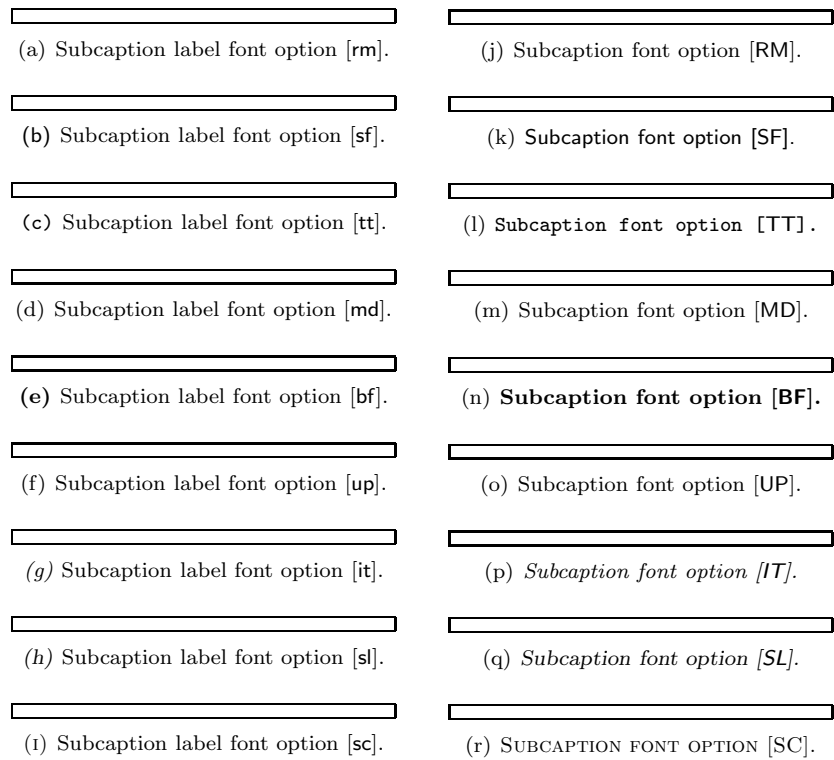 (a) Subcaption label font option [rm].
(b) Subcaption label font option [sf].
(c) Subcaption label font option [tt].
(d) Subcaption label font option [md].
(e) Subcaption label font option [bf].
(f) Subcaption label font option [up].
(g) Subcaption label font option [it].
(h) Subcaption label font option [sl].
(I) Subcaption label font option [sc].
(j) Subcaption font option [RM].
(k) Subcaption font option [SF].
(l) Subcaption font option [TT].
(m) Subcaption font option [MD].
(n) Subcaption font option [BF].
(o) Subcaption font option [UP].
(p) Subcaption font option [IT].
(q) Subcaption font option [SL].
(r) SUBCAPTION FONT OPTION [SC].